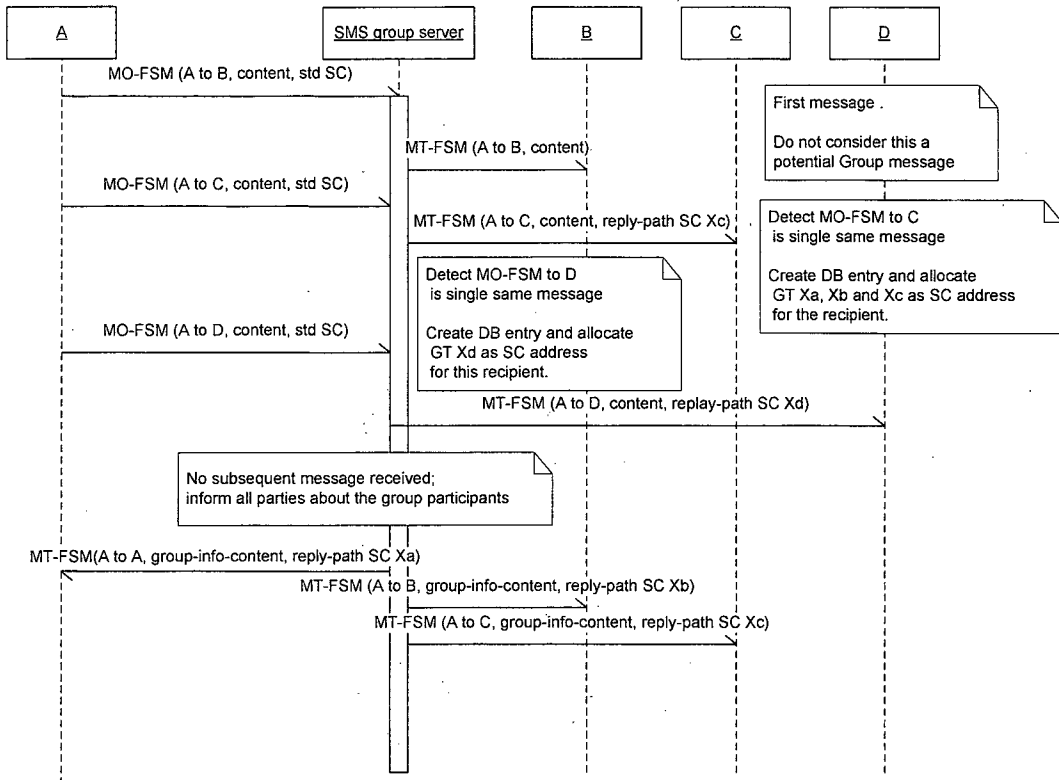 A
SMS group server
B
C
D
MO-FSM (A to B, content, std SC)
First message .
Do not consider this a
potential Group message
MT-FSM (A to B, content)
MO-FSM (A to C, content, std SC)
MT-FSM (A to C, content, reply-path SC Xc)
Detect MO-FSM to C
is single same message
Create DB entry and allocate
GT Xa, Xb and Xc as SC address
for the recipient.
Detect MO-FSM to D
is single same message
Create DB entry and allocate
GT Xd as SC address
for this recipient.
MO-FSM (A to D, content, std SC)
MT-FSM (A to D, content, replay-path SC Xd)
No subsequent message received;
inform all parties about the group participants
MT-FSM(A to A, group-info-content, reply-path SC Xa)
MT-FSM (A to B, group-info-content, reply-path SC Xb)
MT-FSM (A to C, group-info-content, reply-path SC Xc)